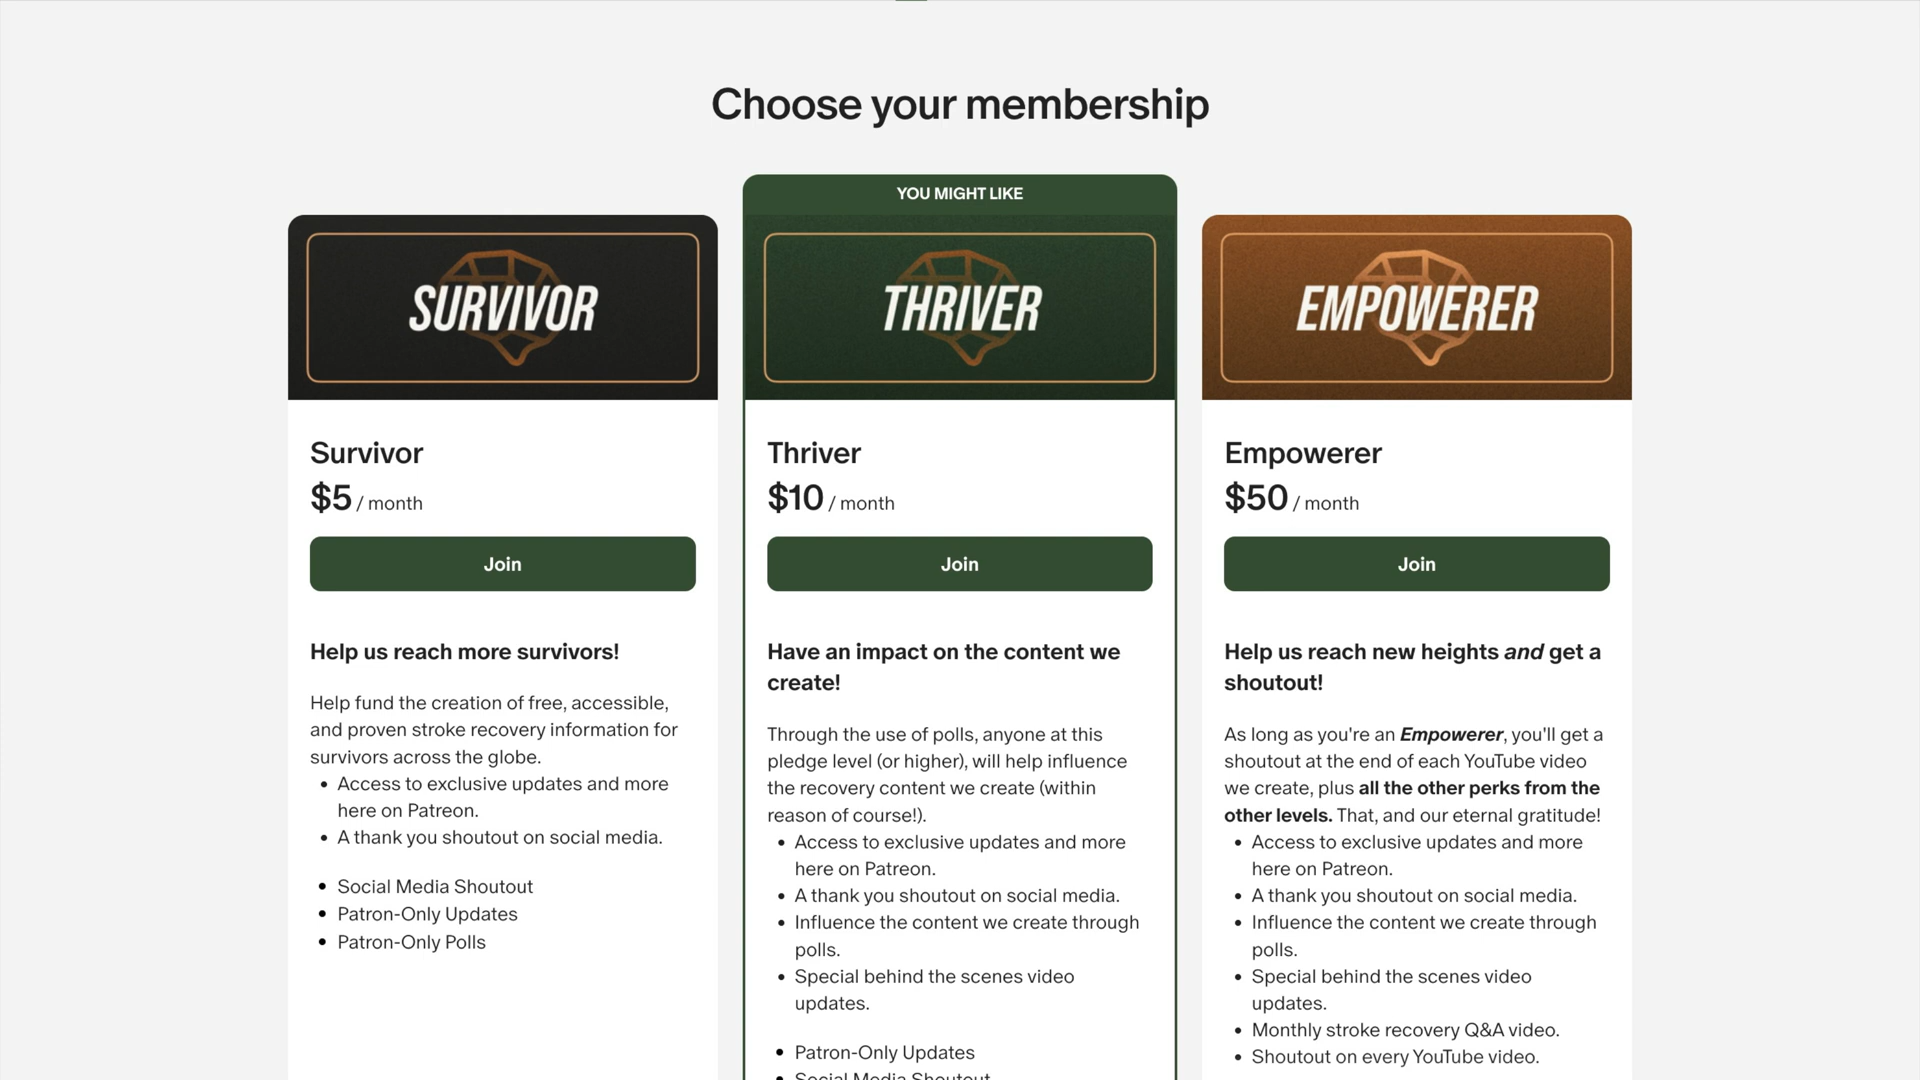 Choose your membership
SURVIVOR
Survivor
$5 / month
Join
Help us reach more survivors!
Help fund the creation of free, accessible,
and proven stroke recovery information for
survivors across the globe.
• Access to exclusive updates and more
here on Patreon.
• A thank you shoutout on social media.
• Social Media Shoutout
• Patron-Only Updates
• Patron-Only Polls
YOU MIGHT LIKE
THRIVER
Thriver
$10 / month
Join
Have an impact on the content we
create!
Through the use of polls, anyone at this
pledge level (or higher), will help influence
the recovery content we create (within
reason of course!).
• Access to exclusive updates and more
here on Patreon.
• A thank you shoutout on social media.
• Influence the content we create through
polls.
• Special behind the scenes video
updates.
• Patron-Only Updates
• Social Media Shoutout
EMPOWERER
Empowerer
$50 / month
Join
Help us reach new heights and get a
shoutout!
As long as you're an Empowerer, you'll get a
shoutout at the end of each YouTube video
we create, plus all the other perks from the
other levels. That, and our eternal gratitude!
• Access to exclusive updates and more
here on Patreon.
• A thank you shoutout on social media.
• Influence the content we create through
polls.
• Special behind the scenes video
updates.
• Monthly stroke recovery Q&A video.
• Shoutout on every YouTube video.